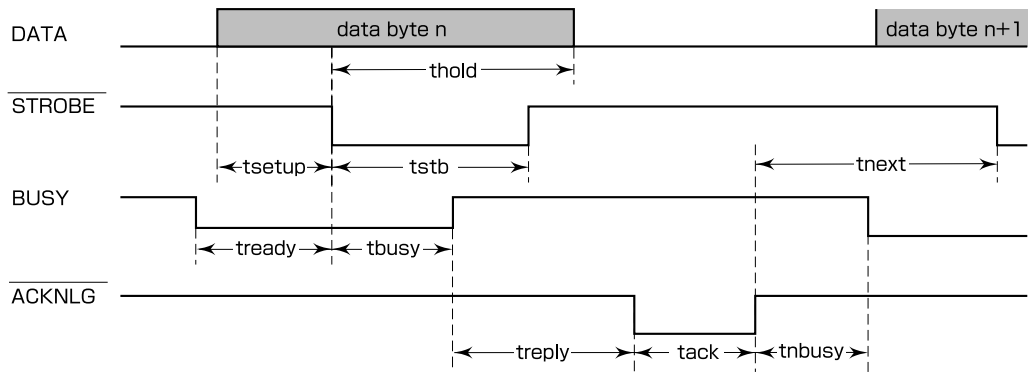 DATA
data byte n
data byte n+1
thold
STROBE
tsetup
tstb
tnext
BUSY
tready
tbusy
ACKNLG
treply
tack
tnbusy